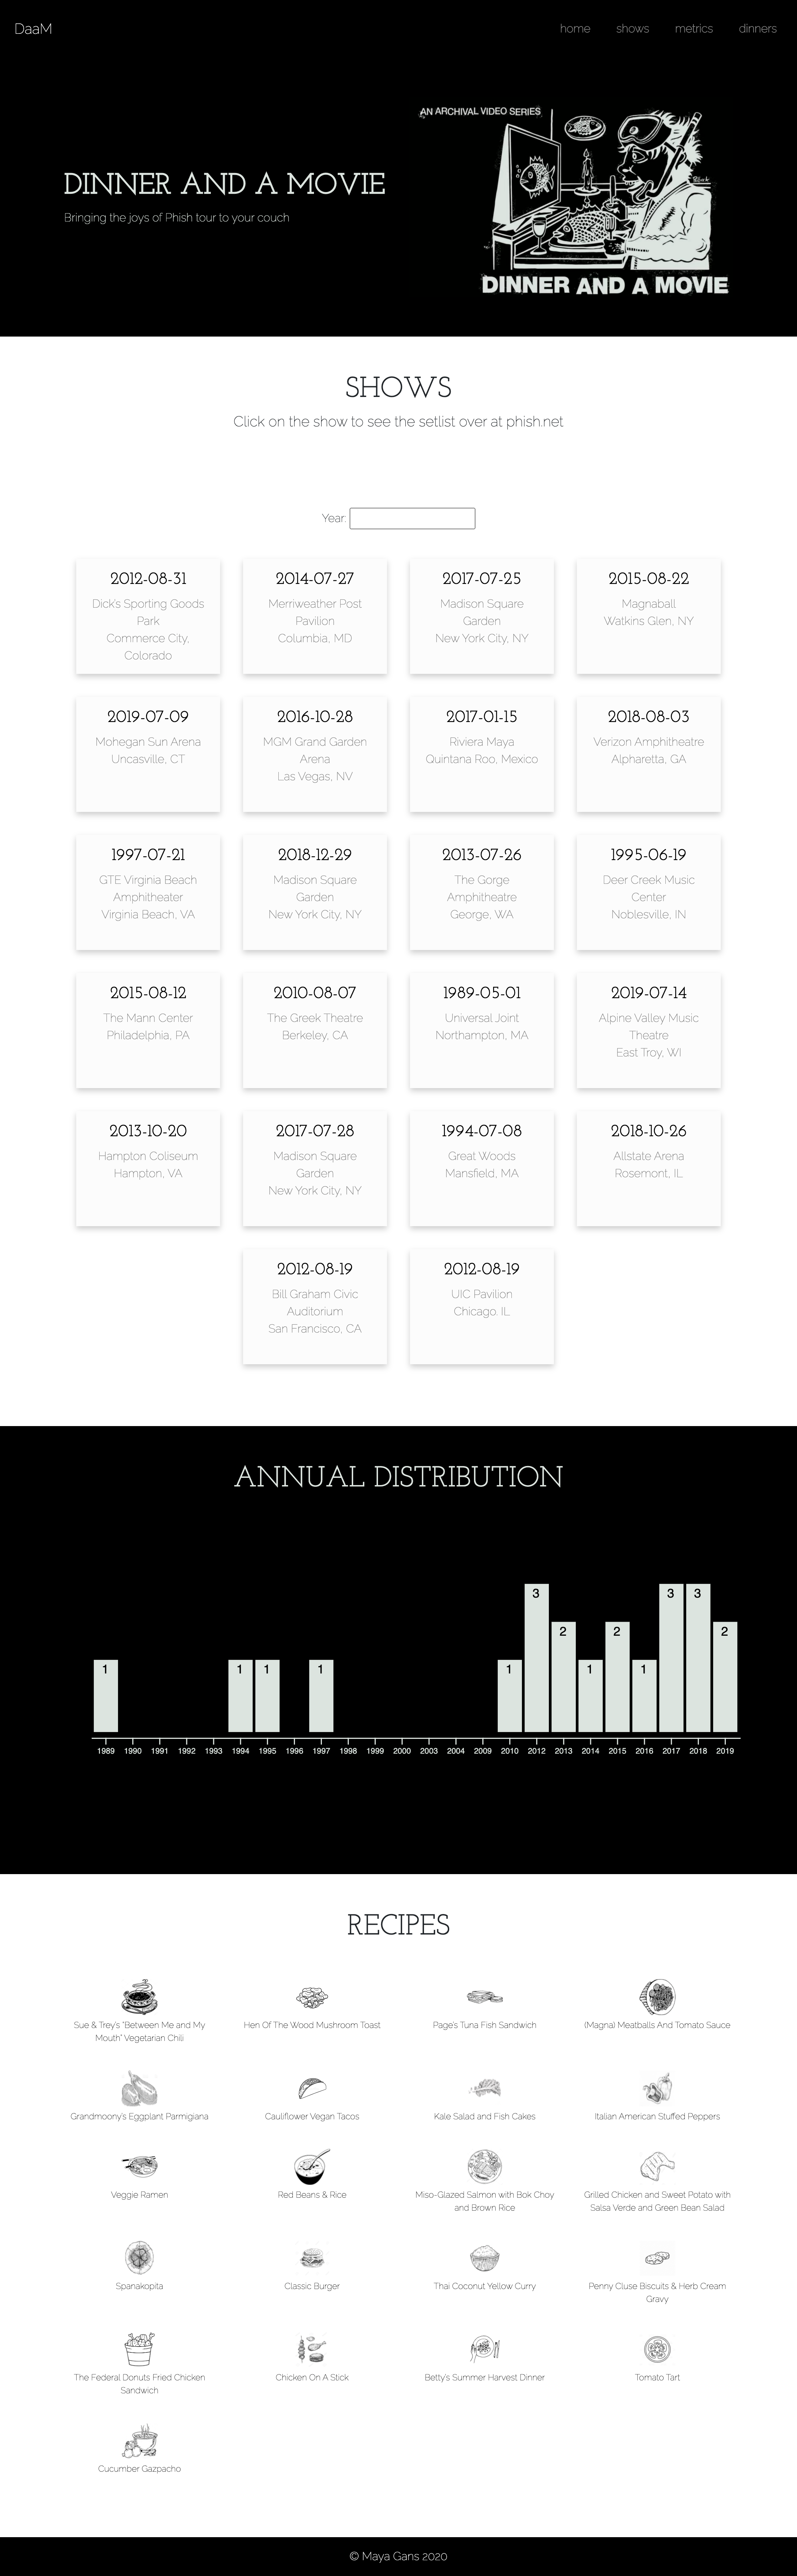 DaaM
home
shows
metrics
dinners
AN ARCHIVAL VIDEO SERIES
DINNER AND A MOVIE
Bringing the joys of Phish tour to your couch
DINNER AND A MOVIE
SHOWS
Click on the show to see the setlist over at phish.net
Year:
2012-08-31
Dick's Sporting Goods
Park
Commerce City,
Colorado
2014-07-27
Merriweather Post
Pavilion
Columbia, MD
2017-07-25
Madison Square
Garden
New York City, NY
2015-08-22
Magnaball
Watkins Glen, NY
2019-07-09
Mohegan Sun Arena
Uncasville, CT
2016-10-28
MGM Grand Garden
Arena
Las Vegas, NV
2017-01-15
Riviera Maya
Quintana Roo, Mexico
2018-08-03
Verizon Amphitheatre
Alpharetta, GA
1997-07-21
GTE Virginia Beach
Amphitheater
Virginia Beach, VA
2018-12-29
Madison Square
Garden
New York City, NY
2013-07-26
The Gorge
Amphitheatre
George, WA
1995-06-19
Deer Creek Music
Center
Noblesville, IN
2015-08-12
The Mann Center
Philadelphia, PA
2010-08-07
The Greek Theatre
Berkeley, CA
1989-05-01
Universal Joint
Northampton, MA
2019-07-14
Alpine Valley Music
Theatre
East Troy, WI
2013-10-20
Hampton Coliseum
Hampton, VA
2017-07-28
Madison Square
Garden
New York City, NY
1994-07-08
Great Woods
Mansfield, MA
2018-10-26
Allstate Arena
Rosemont, IL
2012-08-19
Bill Graham Civic
Auditorium
San Francisco, CA
2012-08-19
UIC Pavilion
Chicago. IL
ANNUAL DISTRIBUTION
1 1 1 1 1 3 2 1 2 1 3 3 2
1989 1990 1991 1992 1993 1994 1995 1996 1997 1998 1999 2000 2003 2004 2009 2010 2012 2013 2014 2015 2016 2017 2018 2019
RECIPES
Sue & Trey's "Between Me and My
Mouth" Vegetarian Chili
Hen Of The Wood Mushroom Toast
Page's Tuna Fish Sandwich
(Magna) Meatballs And Tomato Sauce
Grandmoony's Eggplant Parmigiana
Cauliflower Vegan Tacos
Kale Salad and Fish Cakes
Italian American Stuffed Peppers
Veggie Ramen
Red Beans & Rice
Miso-Glazed Salmon with Bok Choy
and Brown Rice
Grilled Chicken and Sweet Potato with
Salsa Verde and Green Bean Salad
Spanakopita
Classic Burger
Thai Coconut Yellow Curry
Penny Cluse Biscuits & Herb Cream
Gravy
The Federal Donuts Fried Chicken
Sandwich
Chicken On A Stick
Betty's Summer Harvest Dinner
Tomato Tart
Cucumber Gazpacho
© Maya Gans 2020